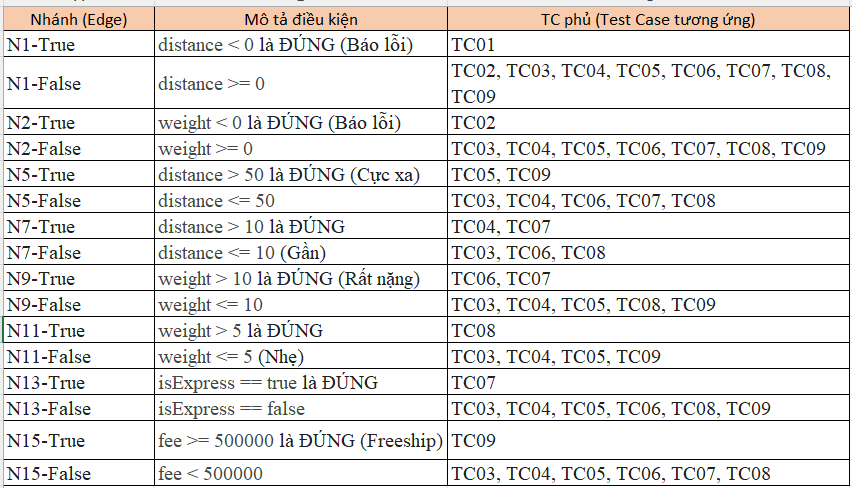 Nhánh (Edge) Mô tả điều kiện TC phủ (Test Case tương ứng)
N1-True distance < 0 là ĐÚNG (Báo lỗi) TC01
N1-False distance >= 0 TC02, TC03, TC04, TC05, TC06, TC07, TC08,
TC09
N2-True weight < 0 là ĐÚNG (Báo lỗi) TC02
N2-False weight >= 0 TC03, TC04, TC05, TC06, TC07, TC08, TC09
N5-True distance > 50 là ĐÚNG (Cực xa) TC05, TC09
N5-False distance <= 50 TC03, TC04, TC06, TC07, TC08
N7-True distance > 10 là ĐÚNG TC04, TC07
N7-False distance <= 10 (Gần) TC03, TC06, TC08
N9-True weight > 10 là ĐÚNG (Rất nặng) TC06, TC07
N9-False weight <= 10 TC03, TC04, TC05, TC08, TC09
N11-True weight > 5 là ĐÚNG TC08
N11-False weight <= 5 (Nhẹ) TC03, TC04, TC05, TC09
N13-True isExpress == true là ĐÚNG TC07
N13-False isExpress == false TC03, TC04, TC05, TC06, TC08, TC09
N15-True fee >= 500000 là ĐÚNG (Freeship) TC09
N15-False fee < 500000 TC03, TC04, TC05, TC06, TC07, TC08